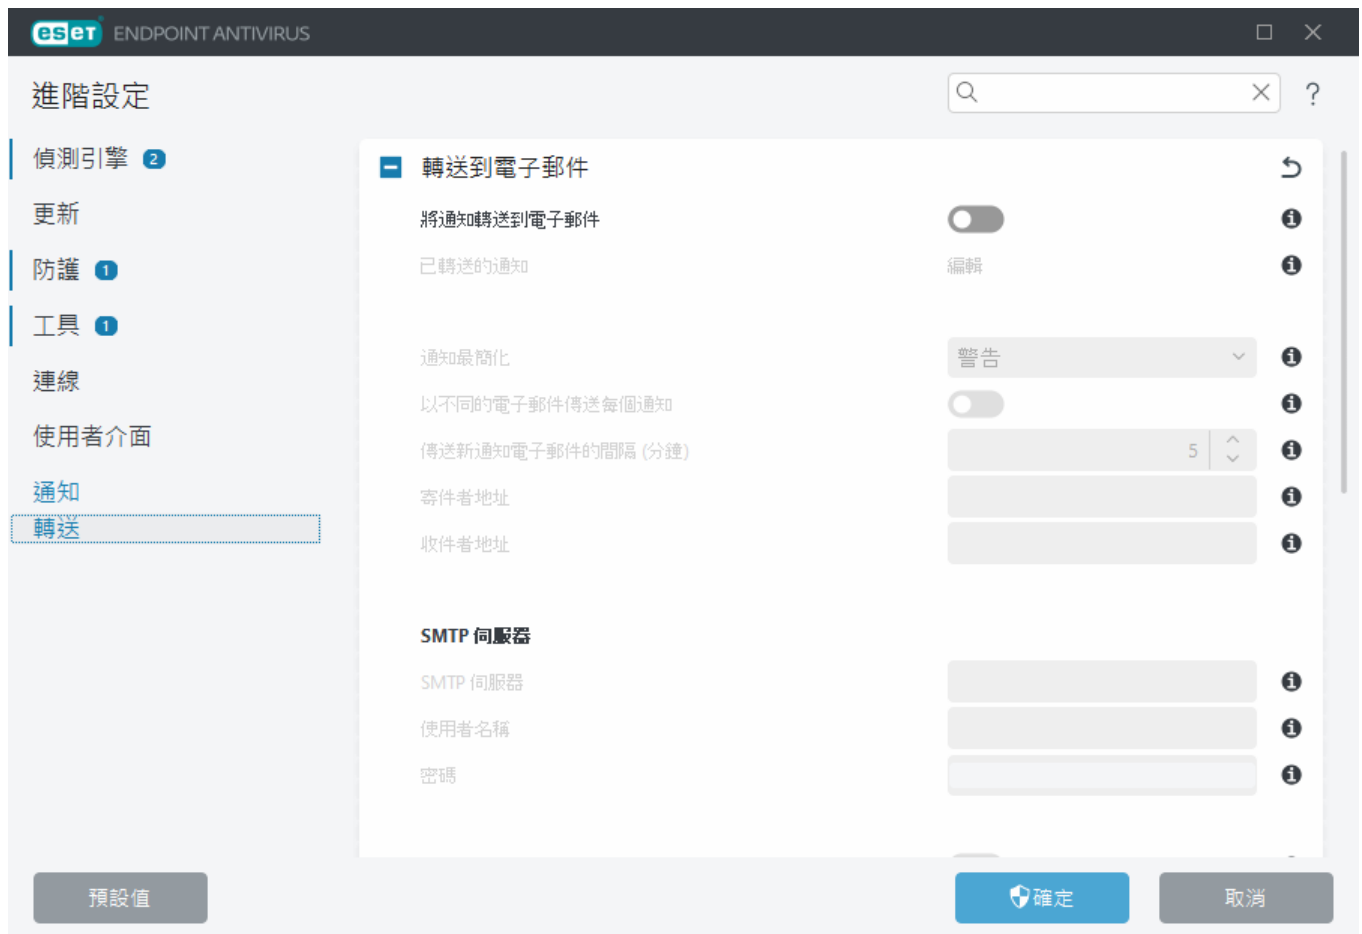 eset ENDPOINT ANTIVIRUS
進階設定
?
偵測引擎 2
更新
防護 1
工具 1
連線
使用者介面
通知
轉送
轉送到電子郵件
將通知轉送到電子郵件
已轉送的通知 編輯
通知最簡化 警告
以不同的電子郵件傳送每個通知
傳送新通知電子郵件的間隔 (分鐘) 5
寄件者地址
收件者地址
SMTP 伺服器
SMTP 伺服器
使用者名稱
密碼
預設值 確定 取消